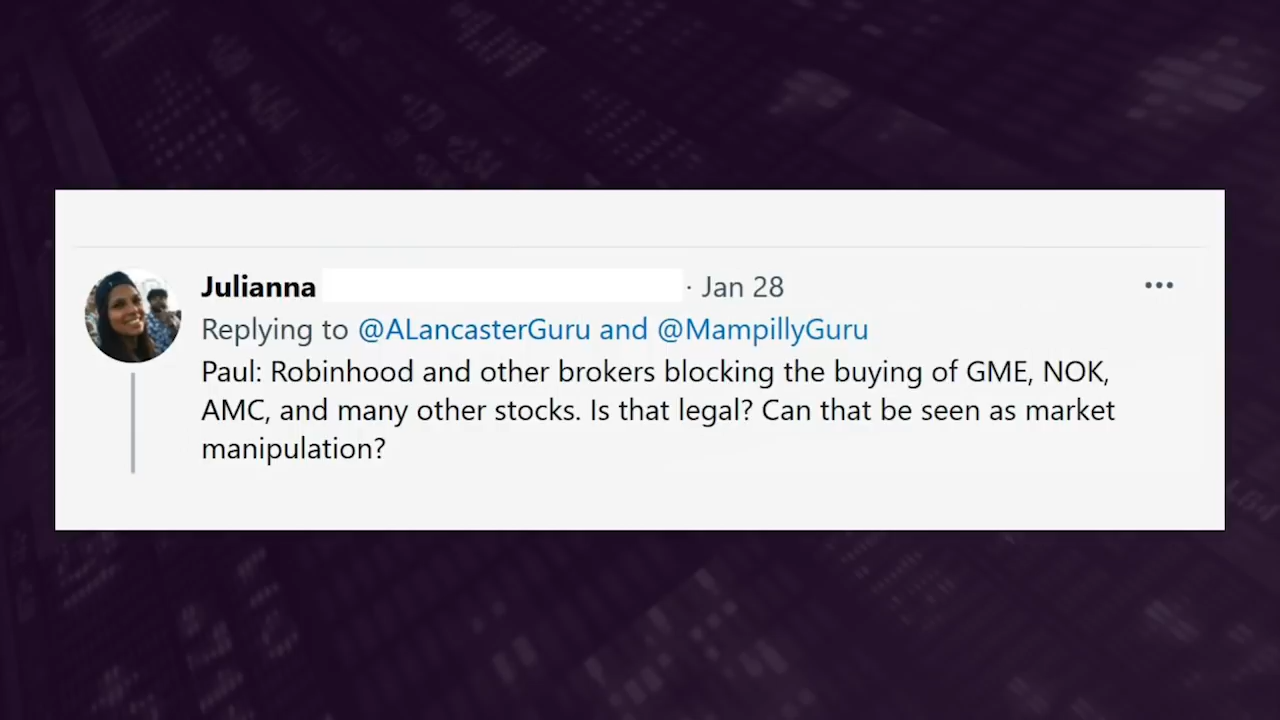 Julianna · Jan 28
Replying to @ALancasterGuru and @MampillyGuru
Paul: Robinhood and other brokers blocking the buying of GME, NOK,
AMC, and many other stocks. Is that legal? Can that be seen as market
manipulation?